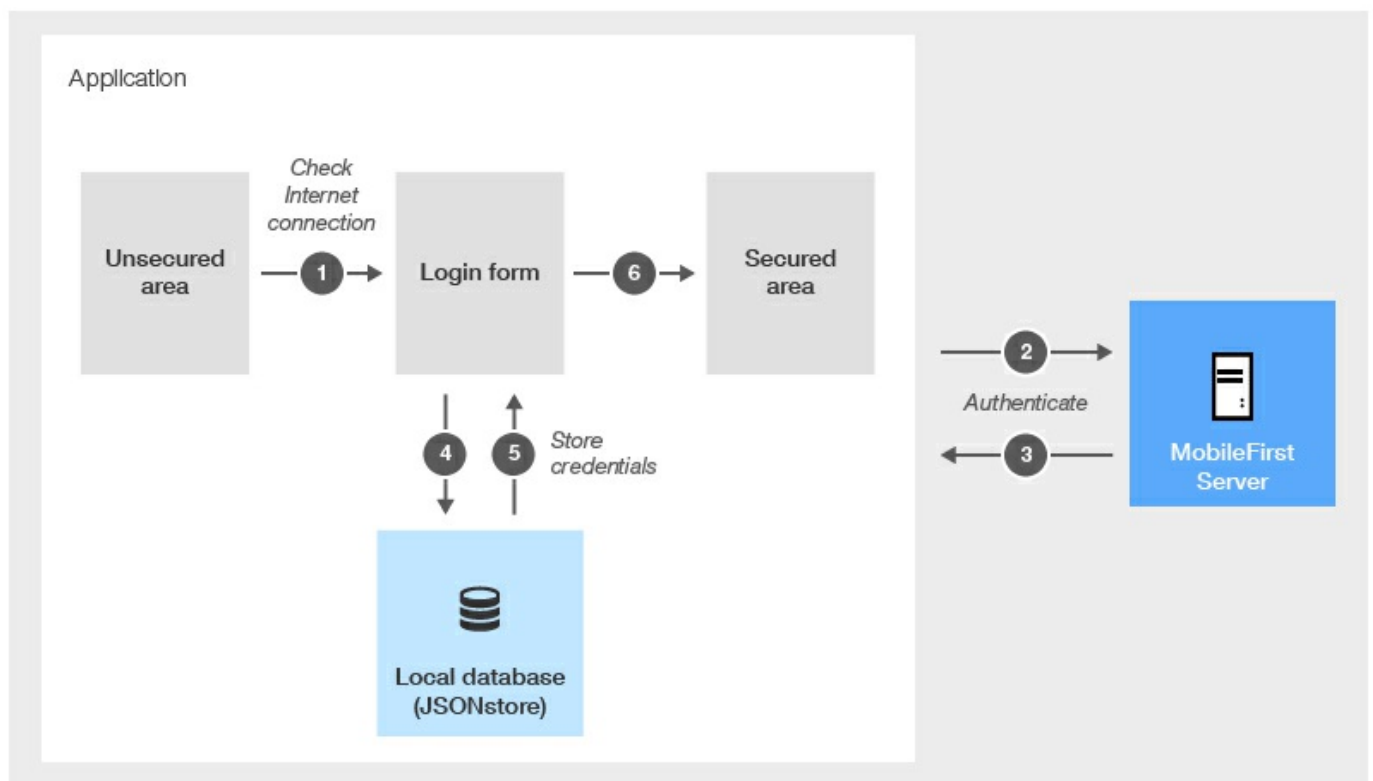 Application
Check
Internet
connection
Unsecured
area
1
Login form
6
Secured
area
2
Authenticate
3
MobileFirst
Server
4
5
Store
credentials
Local database
(JSONstore)